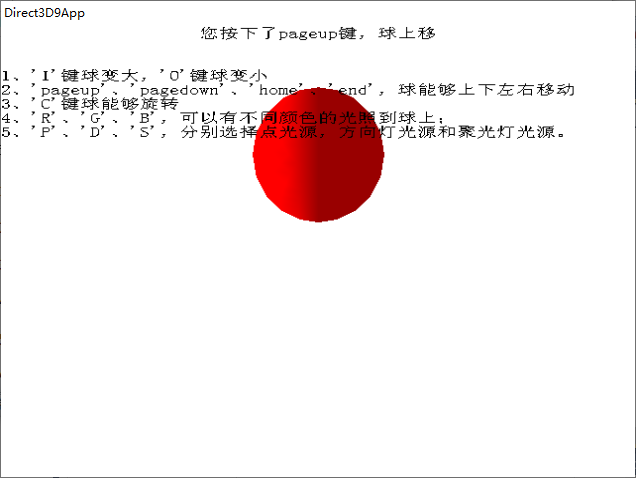 Direct3D9App
您按下了pageup键, 球上移
1、'I'键球变大, 'O'键球变小
2、'pageup'、'pagedown'、'home'、'end', 球能够上下左右移动
3、'C'键球能够旋转
4、'R'、'G'、'B', 可以有不同颜色的光照到球上;
5、'P'、'D'、'S', 分别选择点光源, 方向灯光源和聚光灯光源。